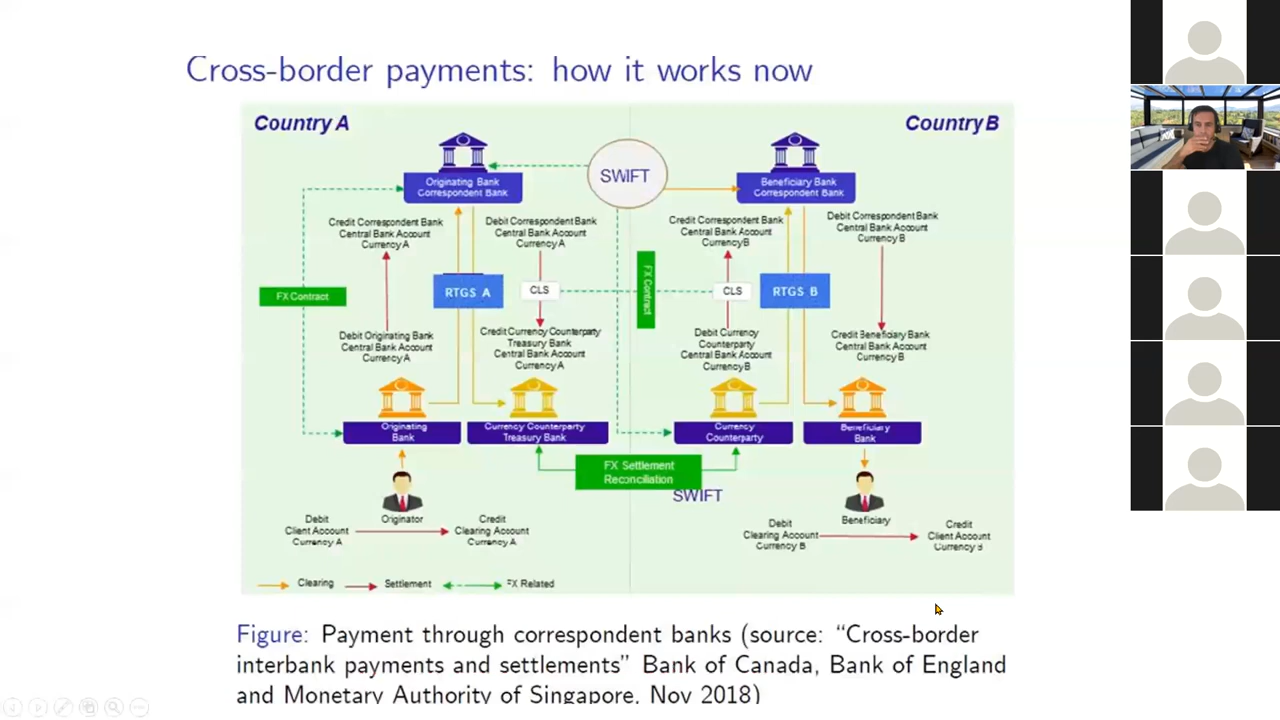 Cross-border payments: how it works now
Country A
Country B
SWIFT
Originating Bank
Correspondent Bank
Beneficiary Bank
Correspondent Bank
Credit Correspondent Bank
Central Bank Account
Currency A
Debit Correspondent Bank
Central Bank Account
Currency A
Credit Correspondent Bank
Central Bank Account
Currency B
Debit Correspondent Bank
Central Bank Account
Currency B
FX Contract
RTGS A
CLS
FX Contract
CLS
RTGS B
Debit Originating Bank
Central Bank Account
Currency A
Credit Currency Counterparty
Treasury Bank
Central Bank Account
Currency A
Debit Currency
Counterparty
Central Bank Account
Currency B
Credit Beneficiary Bank
Central Bank Account
Currency B
Originating
Bank
Currency Counterparty
Treasury Bank
Currency
Counterparty
Beneficiary
Bank
FX Settlement
Reconciliation
SWIFT
Originator
Beneficiary
Debit
Client Account
Currency A
Credit
Clearing Account
Currency A
Debit
Clearing Account
Currency B
Credit
Client Account
Currency B
Clearing
Settlement
FX Related
Figure: Payment through correspondent banks (source: “Cross-border
interbank payments and settlements” Bank of Canada, Bank of England
and Monetary Authority of Singapore, Nov 2018)